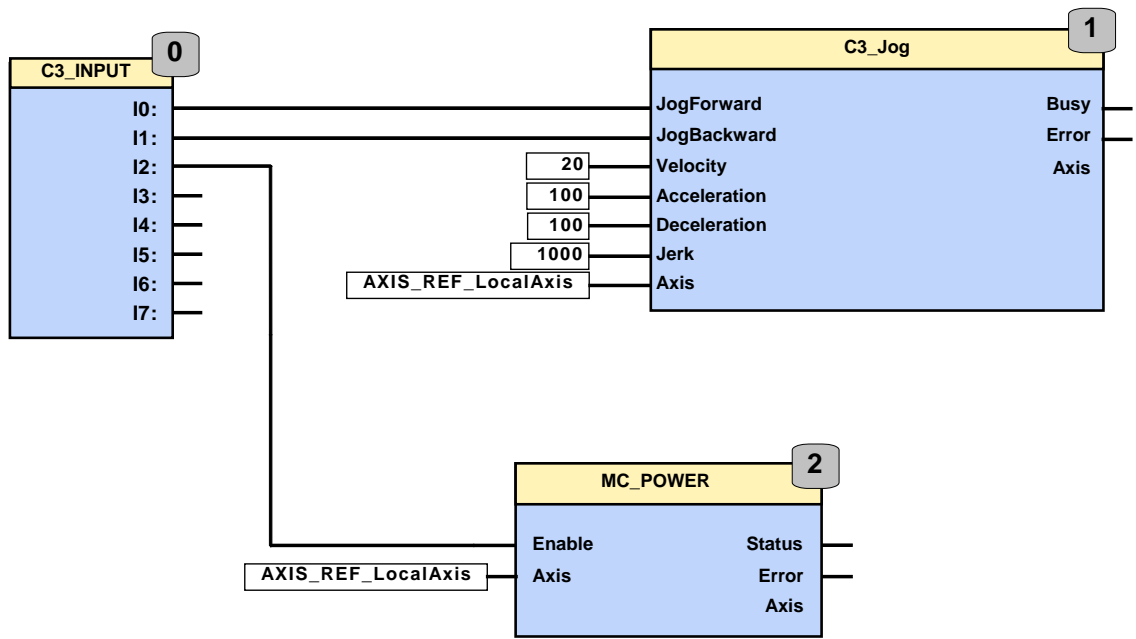 0
C3_INPUT
I0:
I1:
I2:
I3:
I4:
I5:
I6:
I7:
1
C3_Jog
JogForward Busy
JogBackward Error
20 Velocity Axis
100 Acceleration
100 Deceleration
1000 Jerk
AXIS_REF_LocalAxis Axis
2
MC_POWER
Enable Status
AXIS_REF_LocalAxis Axis Error
Axis